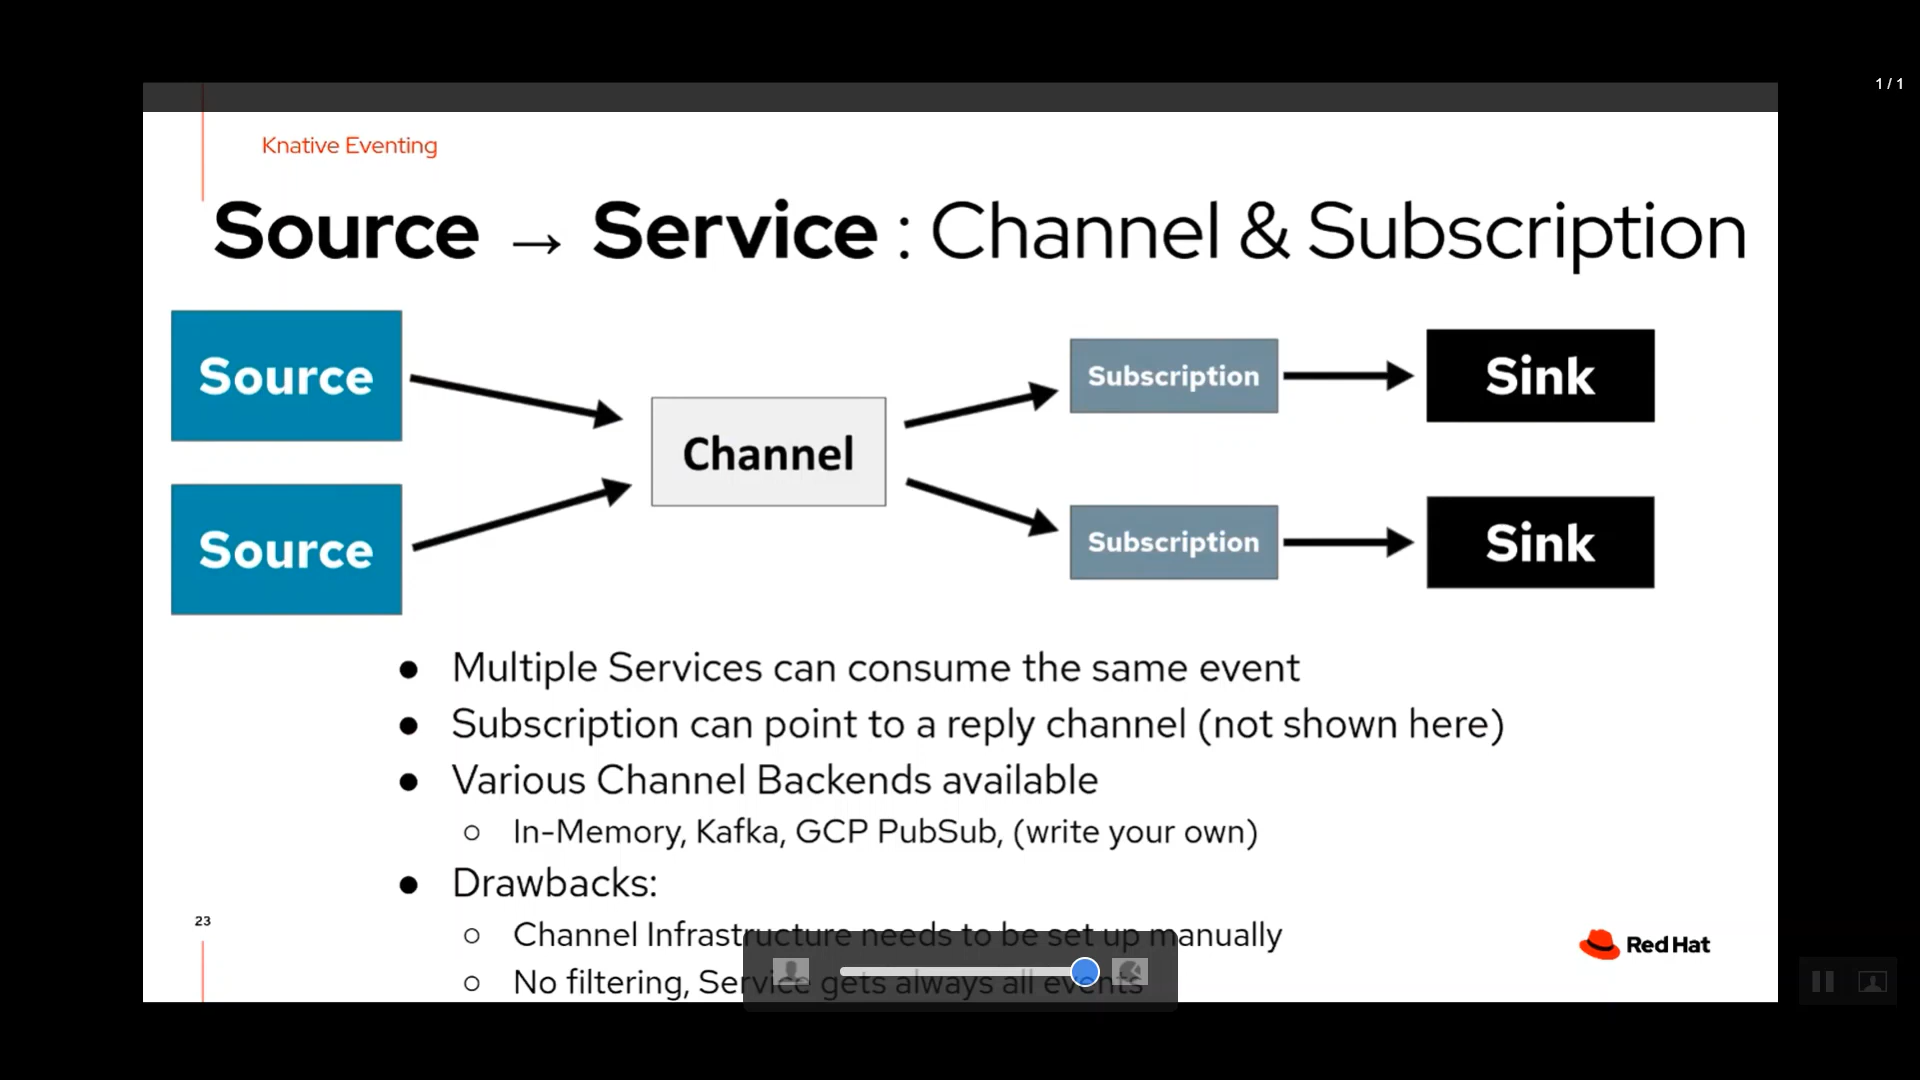 1 / 1
Knative Eventing
Source → Service : Channel & Subscription
Source
Source
Channel
Subscription
Subscription
Sink
Sink
● Multiple Services can consume the same event
● Subscription can point to a reply channel (not shown here)
● Various Channel Backends available
○ In-Memory, Kafka, GCP PubSub, (write your own)
● Drawbacks:
○ Channel Infrastructure needs to be set up manually
○ No filtering, Service gets always all events
23
Red Hat